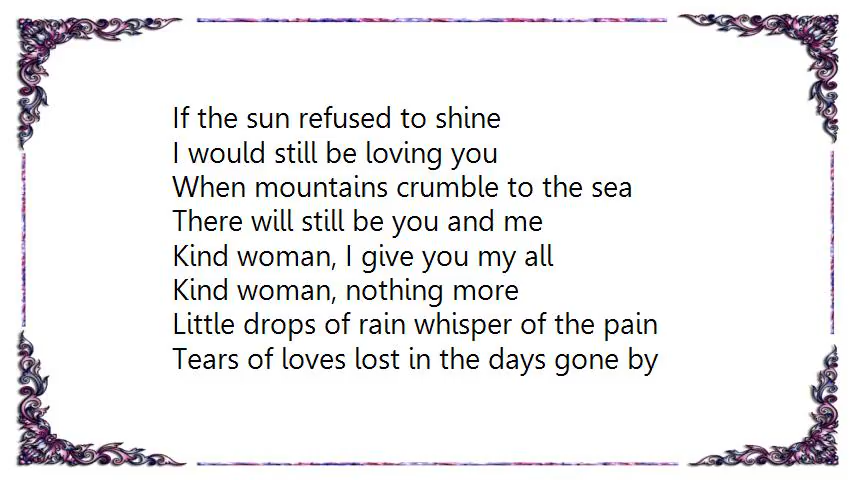 If the sun refused to shine
I would still be loving you
When mountains crumble to the sea
There will still be you and me
Kind woman, I give you my all
Kind woman, nothing more
Little drops of rain whisper of the pain
Tears of loves lost in the days gone by